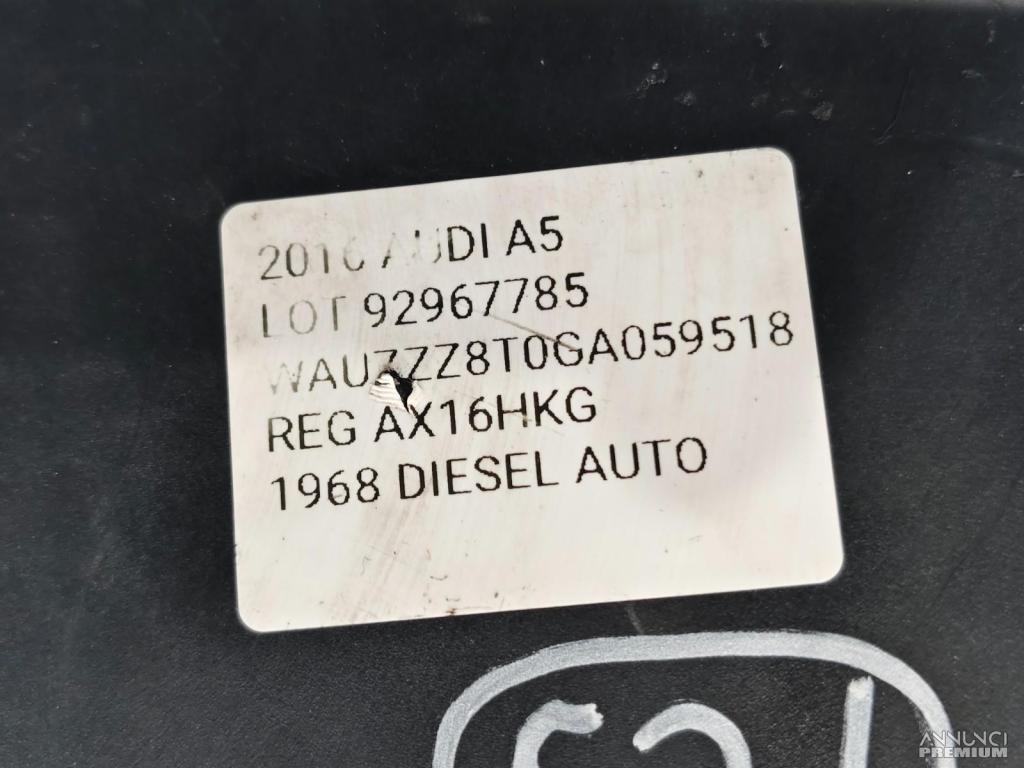 2016 AUDI A5
LOT 92967785
WAUZZZ8T0GA059518
REG AX16HKG
1968 DIESEL AUTO
ANNUNCI
PREMIUM